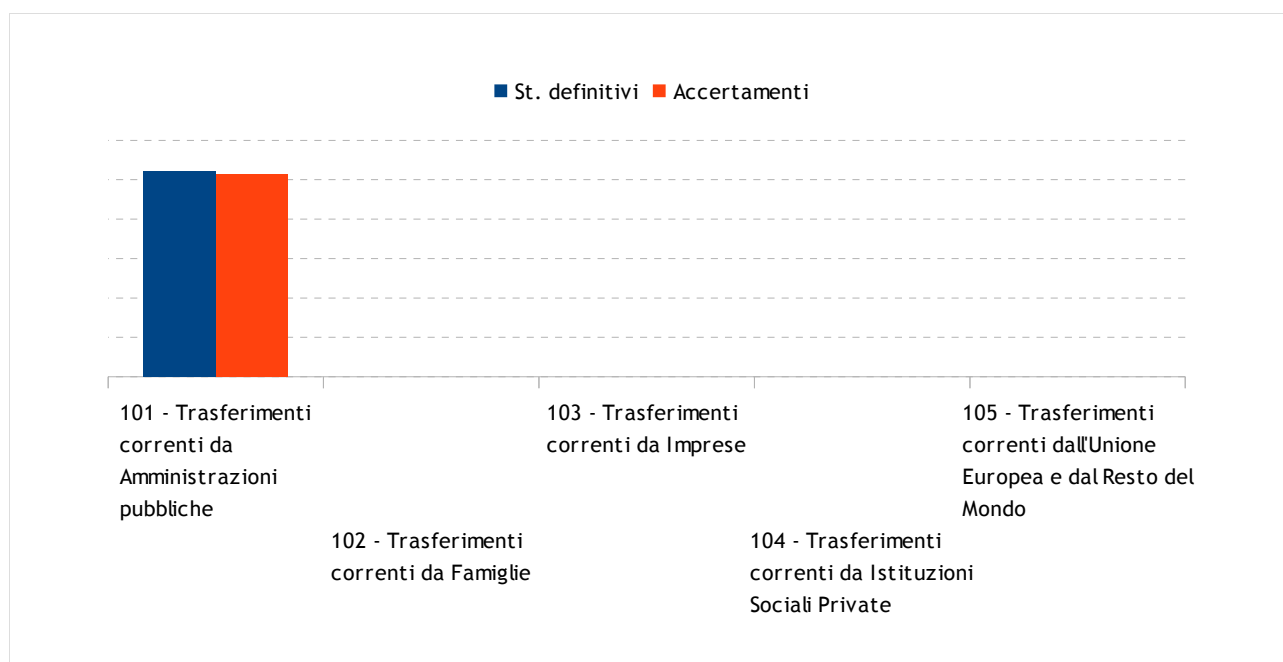 St. definitivi Accertamenti
101 - Trasferimenti
correnti da
Amministrazioni
pubbliche
102 - Trasferimenti
correnti da Famiglie
103 - Trasferimenti
correnti da Imprese
104 - Trasferimenti
correnti da Istituzioni
Sociali Private
105 - Trasferimenti
correnti dall'Unione
Europea e dal Resto del
Mondo